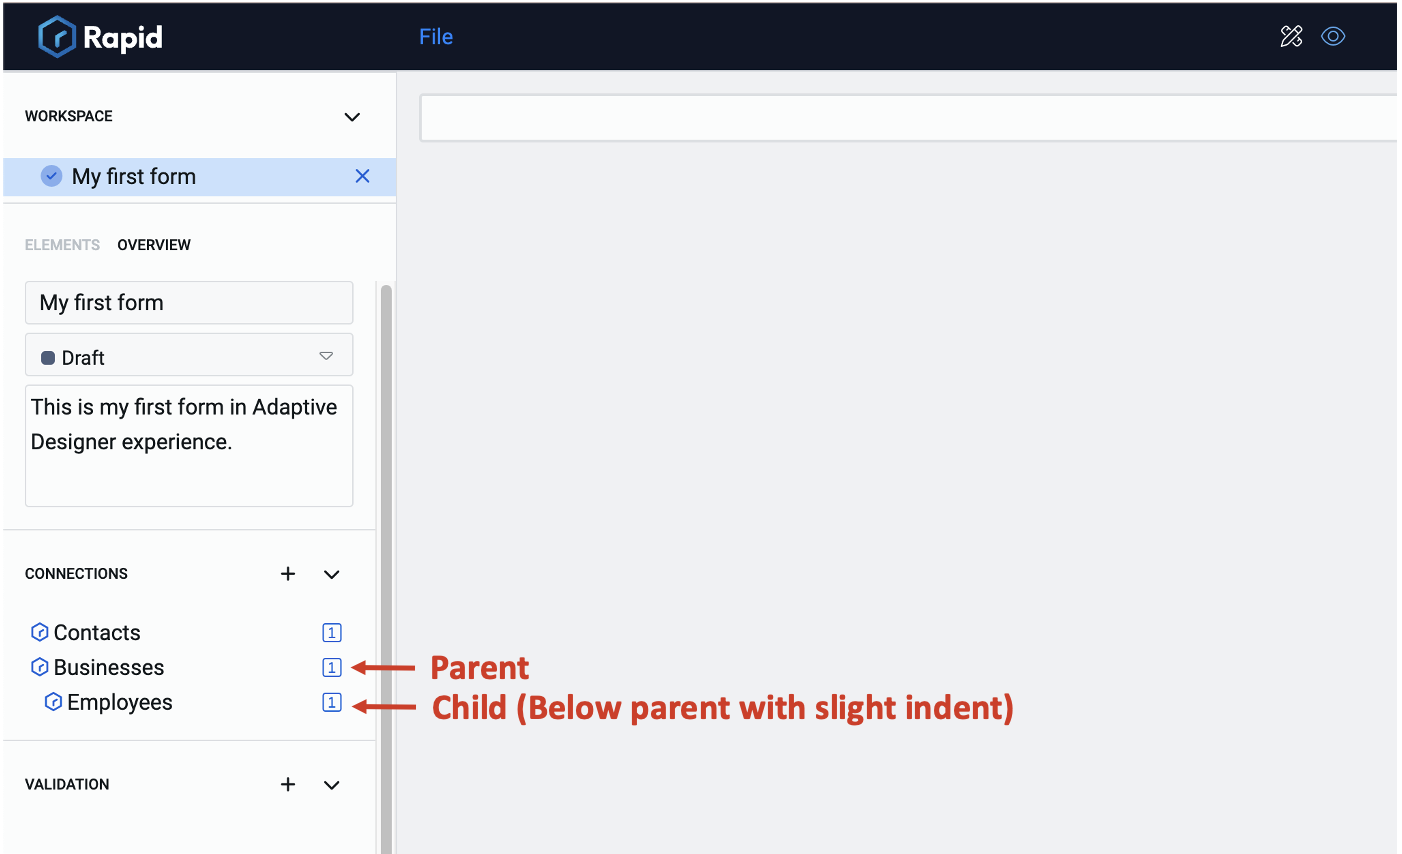 Rapid
File
WORKSPACE
My first form
ELEMENTS OVERVIEW
My first form
Draft
This is my first form in Adaptive
Designer experience.
CONNECTIONS
Contacts 1
Businesses 1
Parent
Employees 1
Child (Below parent with slight indent)
VALIDATION